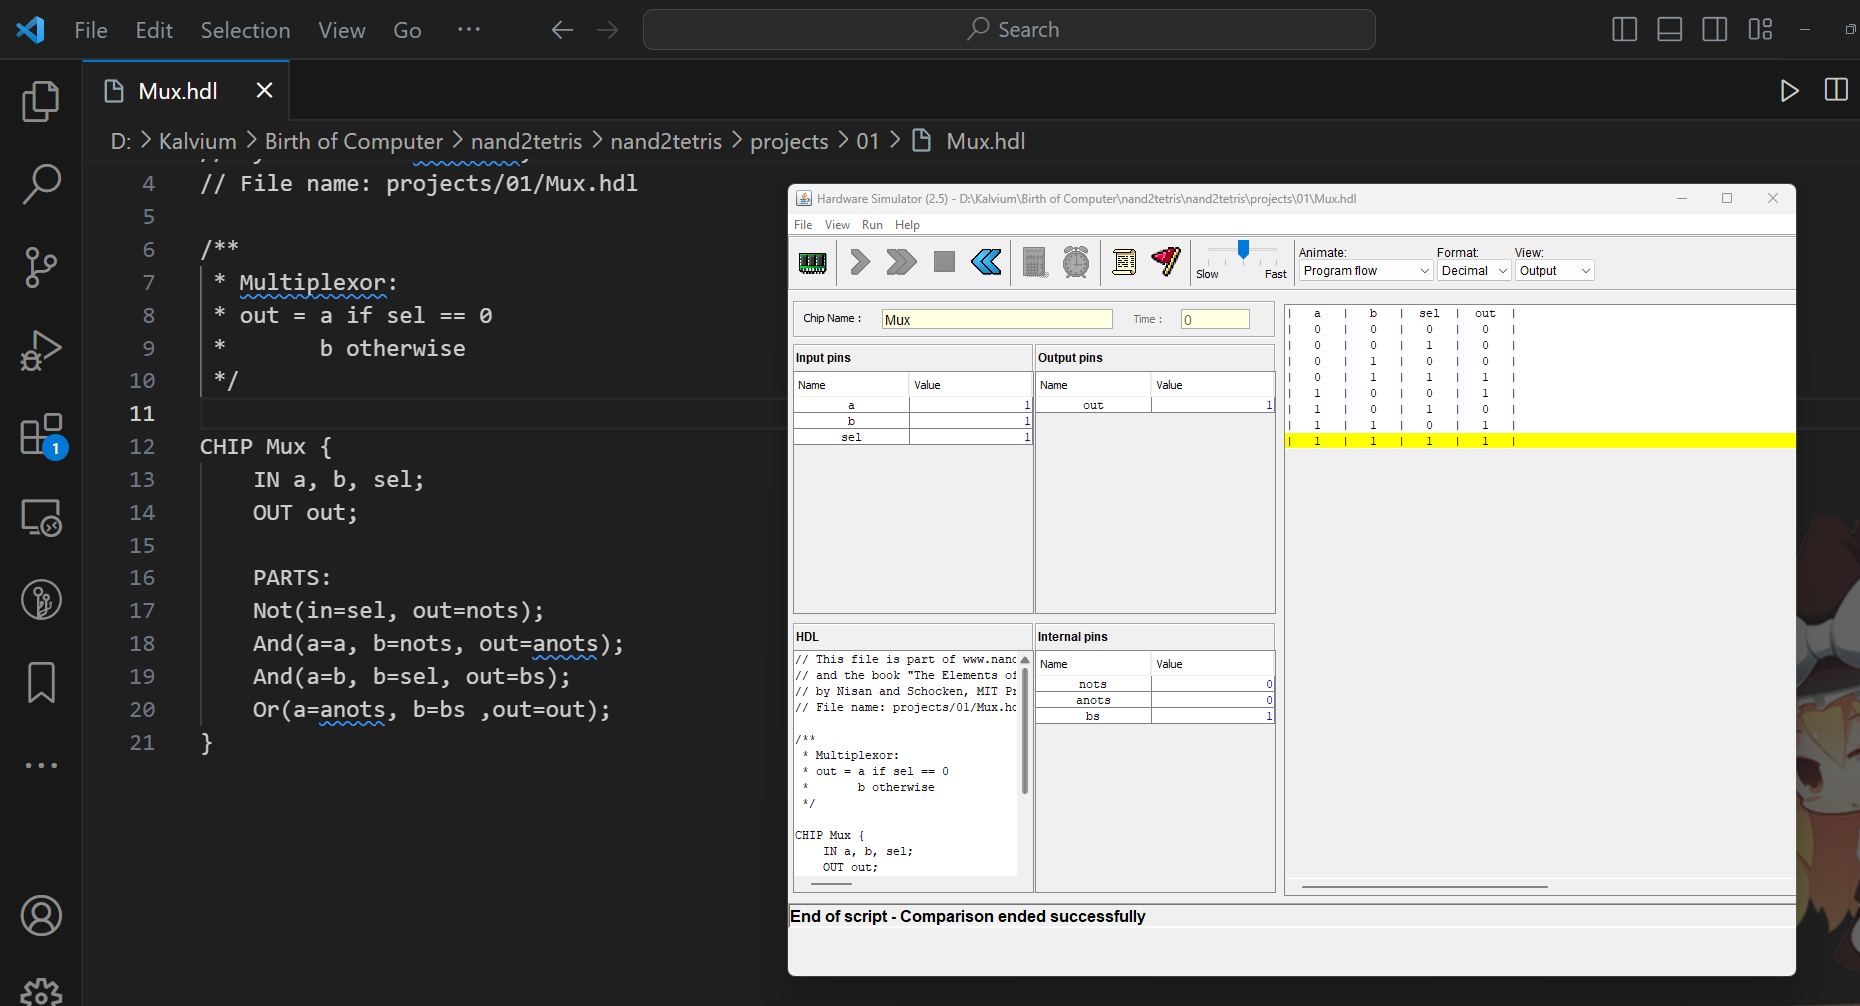 File Edit Selection View Go ··· Search
Mux.hdl
D: > Kalvium > Birth of Computer > nand2tetris > nand2tetris > projects > 01 > Mux.hdl
4 // File name: projects/01/Mux.hdl
5
6 /**
7 * Multiplexor:
8 * out = a if sel == 0
9 *       b otherwise
10 */
11
12 CHIP Mux {
13     IN a, b, sel;
14     OUT out;
15
16     PARTS:
17     Not(in=sel, out=nots);
18     And(a=a, b=nots, out=anots);
19     And(a=b, b=sel, out=bs);
20     Or(a=anots, b=bs ,out=out);
21 }
1
Hardware Simulator (2.5) - D:\Kalvium\Birth of Computer\nand2tetris\nand2tetris\projects\01\Mux.hdl
File View Run Help
Slow Fast
Animate: Format: View:
Program flow Decimal Output
Chip Name : Mux Time : 0
Input pins
Name Value
a 1
b 1
sel 1
Output pins
Name Value
out 1
HDL
// This file is part of www.nanc
// and the book "The Elements of
// by Nisan and Schocken, MIT Pr
// File name: projects/01/Mux.hd
/**
* Multiplexor:
* out = a if sel == 0
*       b otherwise
*/
CHIP Mux {
IN a, b, sel;
OUT out;
Internal pins
Name Value
nots 0
anots 0
bs 1
| a | b | sel | out |
| 0 | 0 | 0 | 0 |
| 0 | 0 | 1 | 0 |
| 0 | 1 | 0 | 0 |
| 0 | 1 | 1 | 1 |
| 1 | 0 | 0 | 1 |
| 1 | 0 | 1 | 0 |
| 1 | 1 | 0 | 1 |
| 1 | 1 | 1 | 1 |
End of script - Comparison ended successfully